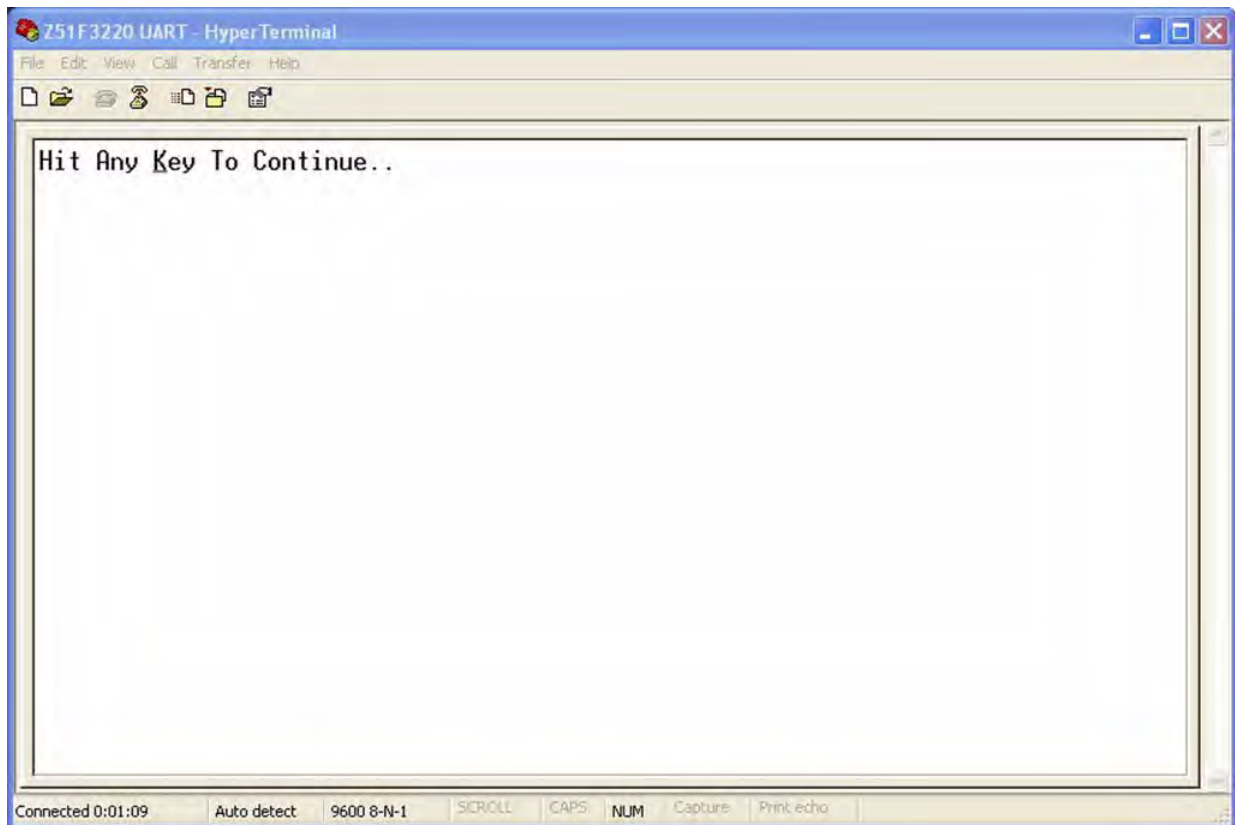 Z51F3220 UART - HyperTerminal
File Edit View Call Transfer Help
Hit Any Key To Continue..
Connected 0:01:09 Auto detect 9600 8-N-1 SCROLL CAPS NUM Capture Print echo